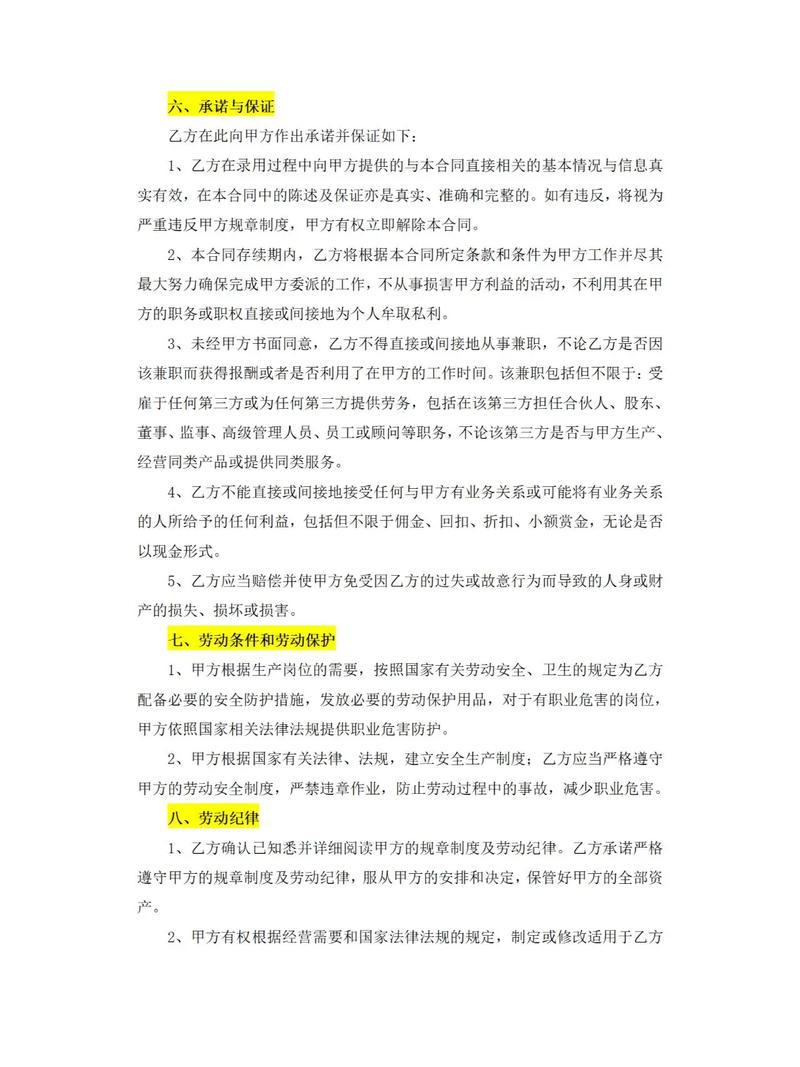 六、承诺与保证
乙方在此向甲方作出承诺并保证如下：
1、乙方在录用过程中向甲方提供的与本合同直接相关的基本情况与信息真
实有效，在本合同中的陈述及保证亦是真实、准确和完整的。如有违反，将视为
严重违反甲方规章制度，甲方有权立即解除本合同。
2、本合同存续期内，乙方将根据本合同所定条款和条件为甲方工作并尽其
最大努力确保完成甲方委派的工作，不从事损害甲方利益的活动，不利用其在甲
方的职务或职权直接或间接地为个人牟取私利。
3、未经甲方书面同意，乙方不得直接或间接地从事兼职，不论乙方是否因
该兼职而获得报酬或者是否利用了在甲方的工作时间。该兼职包括但不限于：受
雇于任何第三方或为任何第三方提供劳务，包括在该第三方担任合伙人、股东、
董事、监事、高级管理人员、员工或顾问等职务，不论该第三方是否与甲方生产、
经营同类产品或提供同类服务。
4、乙方不能直接或间接地接受任何与甲方有业务关系或可能将有业务关系
的人所给予的任何利益，包括但不限于佣金、回扣、折扣、小额赏金，无论是否
以现金形式。
5、乙方应当赔偿并使甲方免受因乙方的过失或故意行为而导致的人身或财
产的损失、损坏或损害。
七、劳动条件和劳动保护
1、甲方根据生产岗位的需要，按照国家有关劳动安全、卫生的规定为乙方
配备必要的安全防护措施，发放必要的劳动保护用品，对于有职业危害的岗位，
甲方依照国家相关法律法规提供职业危害防护。
2、甲方根据国家有关法律、法规，建立安全生产制度；乙方应当严格遵守
甲方的劳动安全制度，严禁违章作业，防止劳动过程中的事故，减少职业危害。
八、劳动纪律
1、乙方确认已知悉并详细阅读甲方的规章制度及劳动纪律。乙方承诺严格
遵守甲方的规章制度及劳动纪律，服从甲方的安排和决定，保管好甲方的全部资
产。
2、甲方有权根据经营需要和国家法律法规的规定，制定或修改适用于乙方